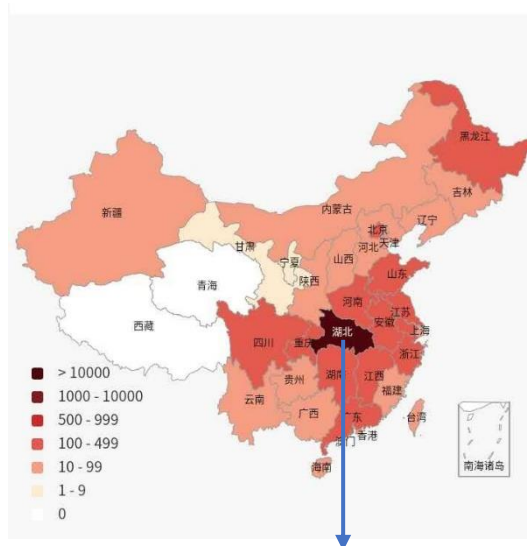 黑龙江
吉林
新疆
内蒙古
辽宁
北京
天津
河北
甘肃
宁夏
山西
陕西
山东
青海
河南
江苏
西藏
安徽
上海
湖北
四川
重庆
浙江
湖南
江西
贵州
福建
云南
广西
广东
台湾
香港
澳门
海南
南海诸岛
> 10000
1000 - 10000
500 - 999
100 - 499
10 - 99
1 - 9
0